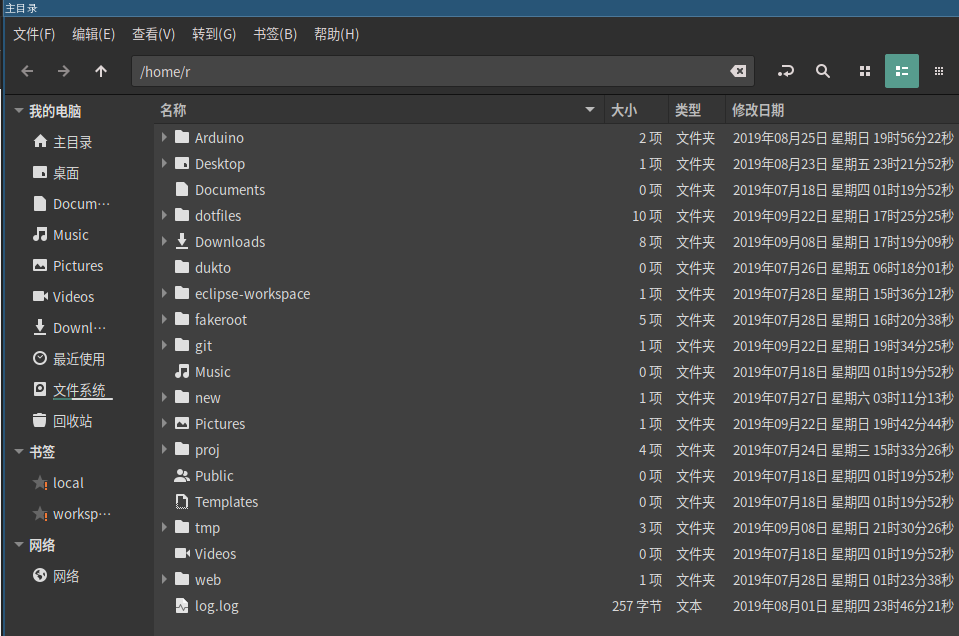 主目录
文件(F) 编辑(E) 查看(V) 转到(G) 书签(B) 帮助(H)
/home/r
我的电脑
主目录
桌面
Docum···
Music
Pictures
Videos
Downl···
最近使用
文件系统
回收站
书签
local
worksp···
网络
网络
名称 大小 类型 修改日期
Arduino 2 项 文件夹 2019年08月25日 星期日 19时56分22秒
Desktop 1 项 文件夹 2019年08月23日 星期五 23时21分52秒
Documents 0 项 文件夹 2019年07月18日 星期四 01时19分52秒
dotfiles 10 项 文件夹 2019年09月22日 星期日 17时25分25秒
Downloads 8 项 文件夹 2019年09月08日 星期日 17时19分09秒
dukto 0 项 文件夹 2019年07月26日 星期五 06时18分01秒
eclipse-workspace 1 项 文件夹 2019年07月28日 星期日 15时36分12秒
fakeroot 5 项 文件夹 2019年07月28日 星期日 16时20分38秒
git 1 项 文件夹 2019年09月22日 星期日 19时34分25秒
Music 0 项 文件夹 2019年07月18日 星期四 01时19分52秒
new 1 项 文件夹 2019年07月27日 星期六 03时11分13秒
Pictures 1 项 文件夹 2019年09月22日 星期日 19时42分44秒
proj 4 项 文件夹 2019年07月24日 星期三 15时33分26秒
Public 0 项 文件夹 2019年07月18日 星期四 01时19分52秒
Templates 0 项 文件夹 2019年07月18日 星期四 01时19分52秒
tmp 3 项 文件夹 2019年09月08日 星期日 21时30分26秒
Videos 0 项 文件夹 2019年07月18日 星期四 01时19分52秒
web 1 项 文件夹 2019年07月28日 星期日 01时23分38秒
log.log 257 字节 文本 2019年08月01日 星期四 23时46分21秒